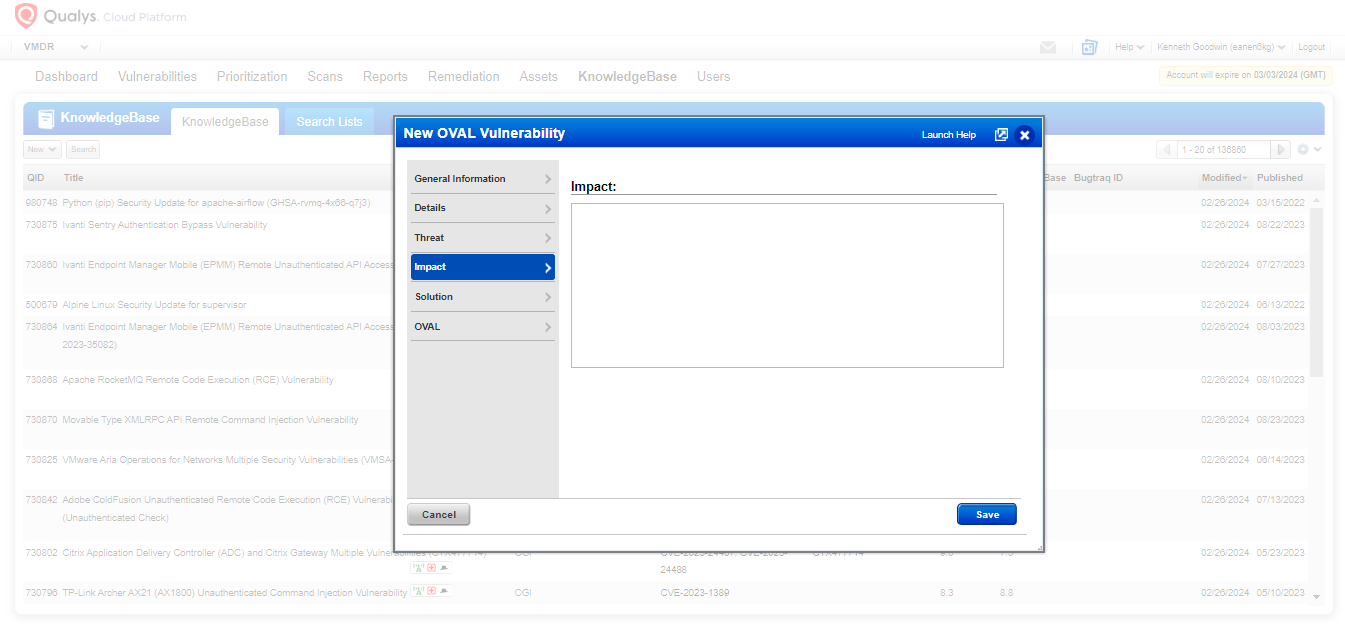 Qualys. Cloud Platform
VMDR
Help
Kenneth Goodwin (eanen6kg)
Logout
Dashboard Vulnerabilities Prioritization Scans Reports Remediation Assets KnowledgeBase Users
Account will expire on 03/03/2024 (GMT)
KnowledgeBase KnowledgeBase Search Lists
New Search
1 - 20 of 136860
QID Title Base Bugtraq ID Modified Published
980748 Python (pip) Security Update for apache-airflow (GHSA-rvmq-4x66-q7j3) 02/26/2024 03/15/2022
730875 Ivanti Sentry Authentication Bypass Vulnerability 02/26/2024 08/22/2023
730860 Ivanti Endpoint Manager Mobile (EPMM) Remote Unauthenticated API Access 02/26/2024 07/27/2023
500679 Alpine Linux Security Update for supervisor 02/26/2024 06/13/2022
730864 Ivanti Endpoint Manager Mobile (EPMM) Remote Unauthenticated API Access 02/26/2024 08/03/2023
2023-35082)
730868 Apache RocketMQ Remote Code Execution (RCE) Vulnerability 02/26/2024 08/10/2023
730870 Movable Type XMLRPC API Remote Command Injection Vulnerability 02/26/2024 08/23/2023
730825 VMware Aria Operations for Networks Multiple Security Vulnerabilities (VMSA- 02/26/2024 06/14/2023
730842 Adobe ColdFusion Unauthenticated Remote Code Execution (RCE) Vulnerabi 02/26/2024 07/13/2023
(Unauthenticated Check)
730802 Citrix Application Delivery Controller (ADC) and Citrix Gateway Multiple Vulnerabilities (CTX477714) CGI CVE-2023-24487, CVE-2023- CTX477714 02/26/2024 05/23/2023
24488
730796 TP-Link Archer AX21 (AX1800) Unauthenticated Command Injection Vulnerability CGI CVE-2023-1389 8.3 8.8 02/26/2024 05/10/2023
New OVAL Vulnerability
Launch Help
General Information
Details
Threat
Impact
Solution
OVAL
Impact:
Cancel
Save